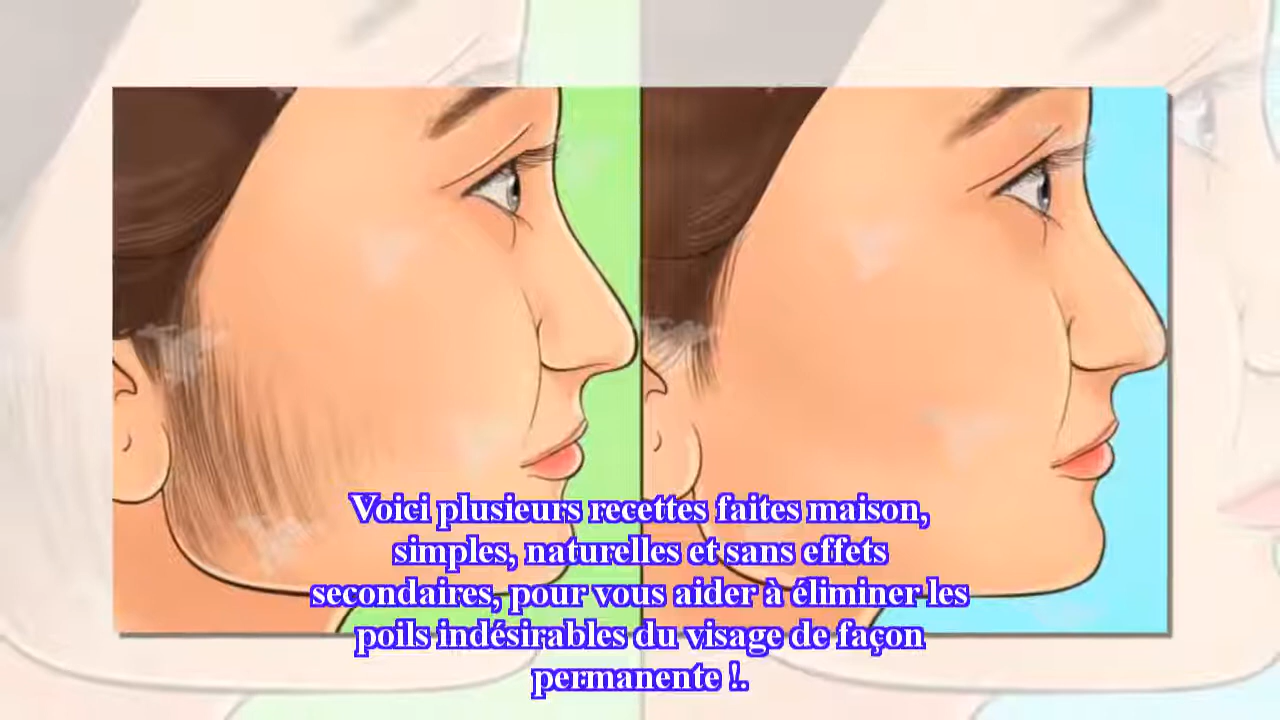 Voici plusieurs recettes faites maison,
simples, naturelles et sans effets
secondaires, pour vous aider à éliminer les
poils indésirables du visage de façon
permanente !.